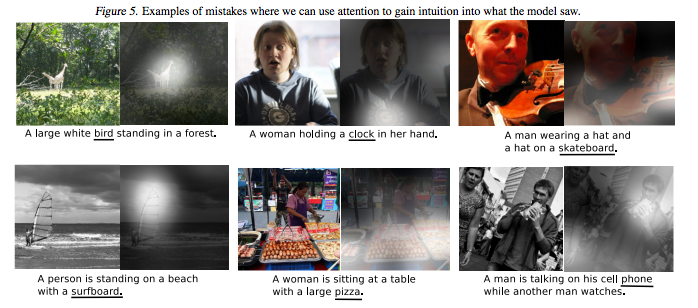 Figure 5. Examples of mistakes where we can use attention to gain intuition into what the model saw.
A large white bird standing in a forest.
A woman holding a clock in her hand.
A man wearing a hat and
a hat on a skateboard.
A person is standing on a beach
with a surfboard.
A woman is sitting at a table
with a large pizza.
A man is talking on his cell phone
while another man watches.